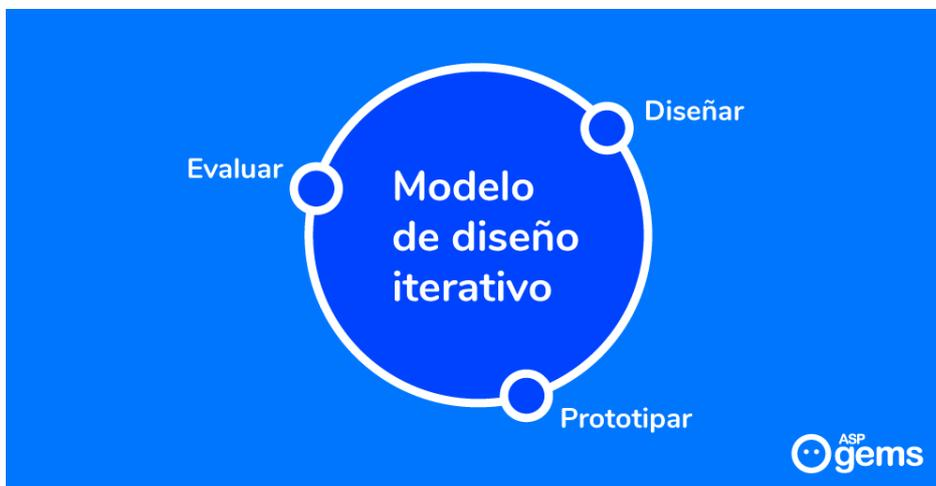 Diseñar
Evaluar
Modelo
de diseño
iterativo
Prototipar
ASP
gems